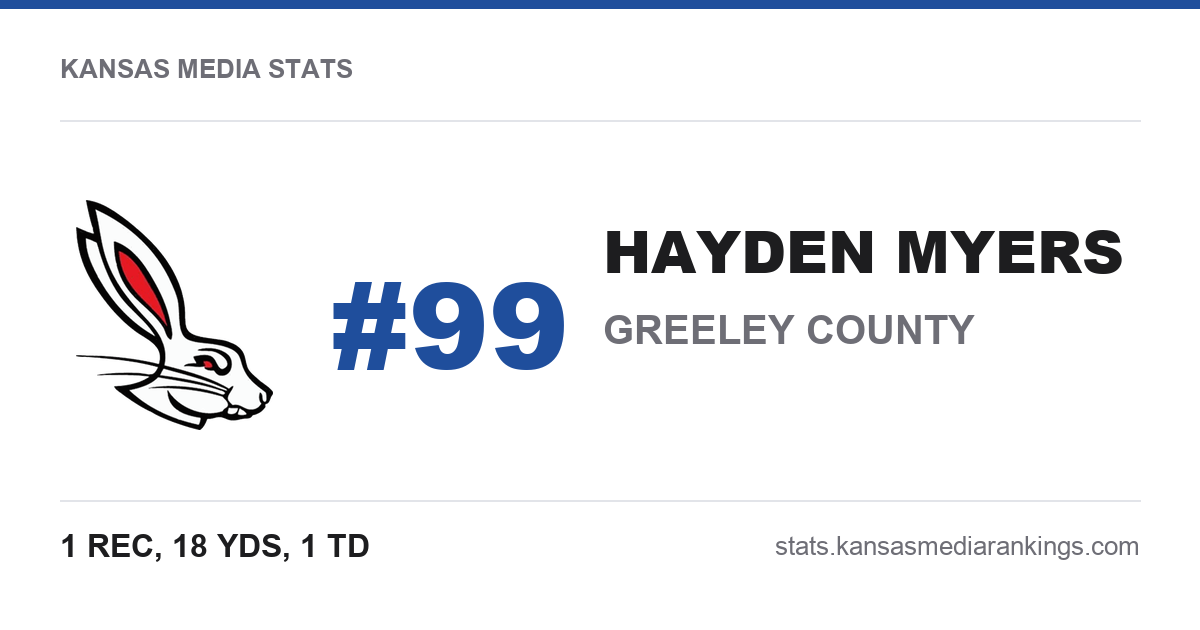 KANSAS MEDIA STATS
#99
HAYDEN MYERS
GREELEY COUNTY
1 REC, 18 YDS, 1 TD
stats.kansasmediarankings.com